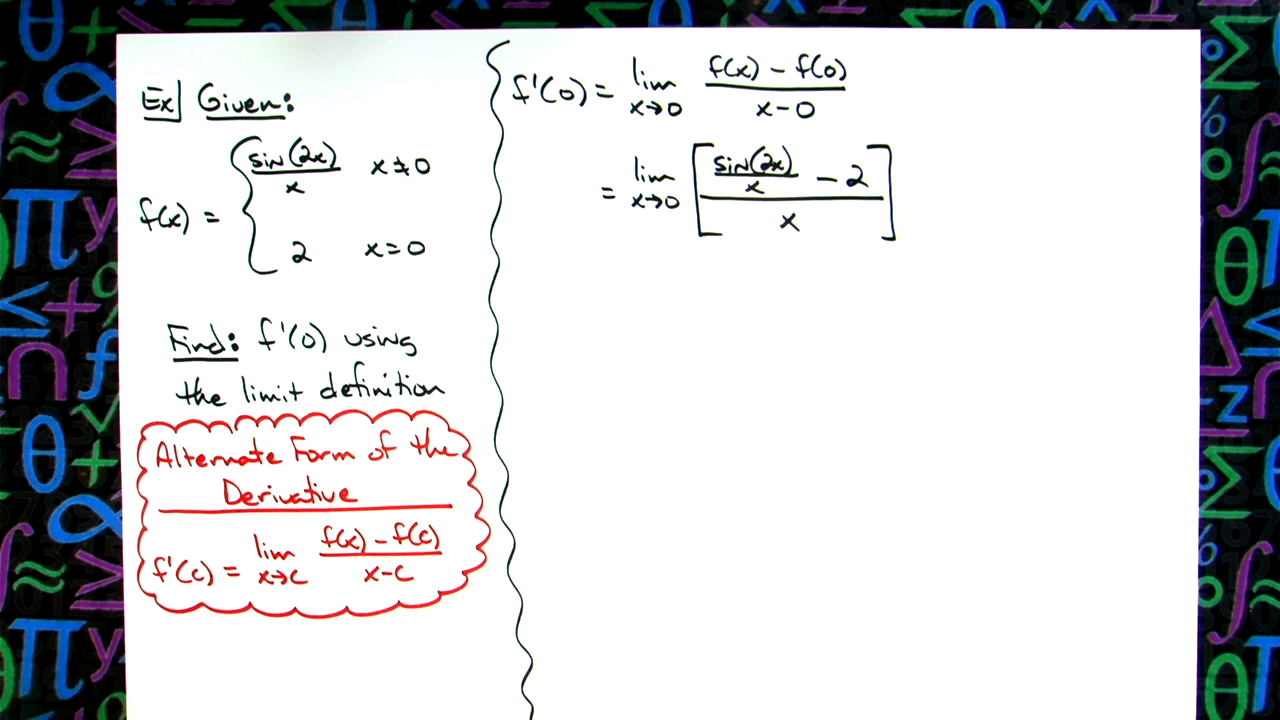 Ex| Given:
f(x) = { sin(2x)/x x≠0
2 x=0
Find: f'(0) using
the limit definition
Alternate Form of the
Derivative
f'(c) = lim x→c (f(x) - f(c))/(x-c)
f'(0) = lim x→0 (f(x) - f(0))/(x-0)
= lim x→0 [(sin(2x)/x - 2)/x]